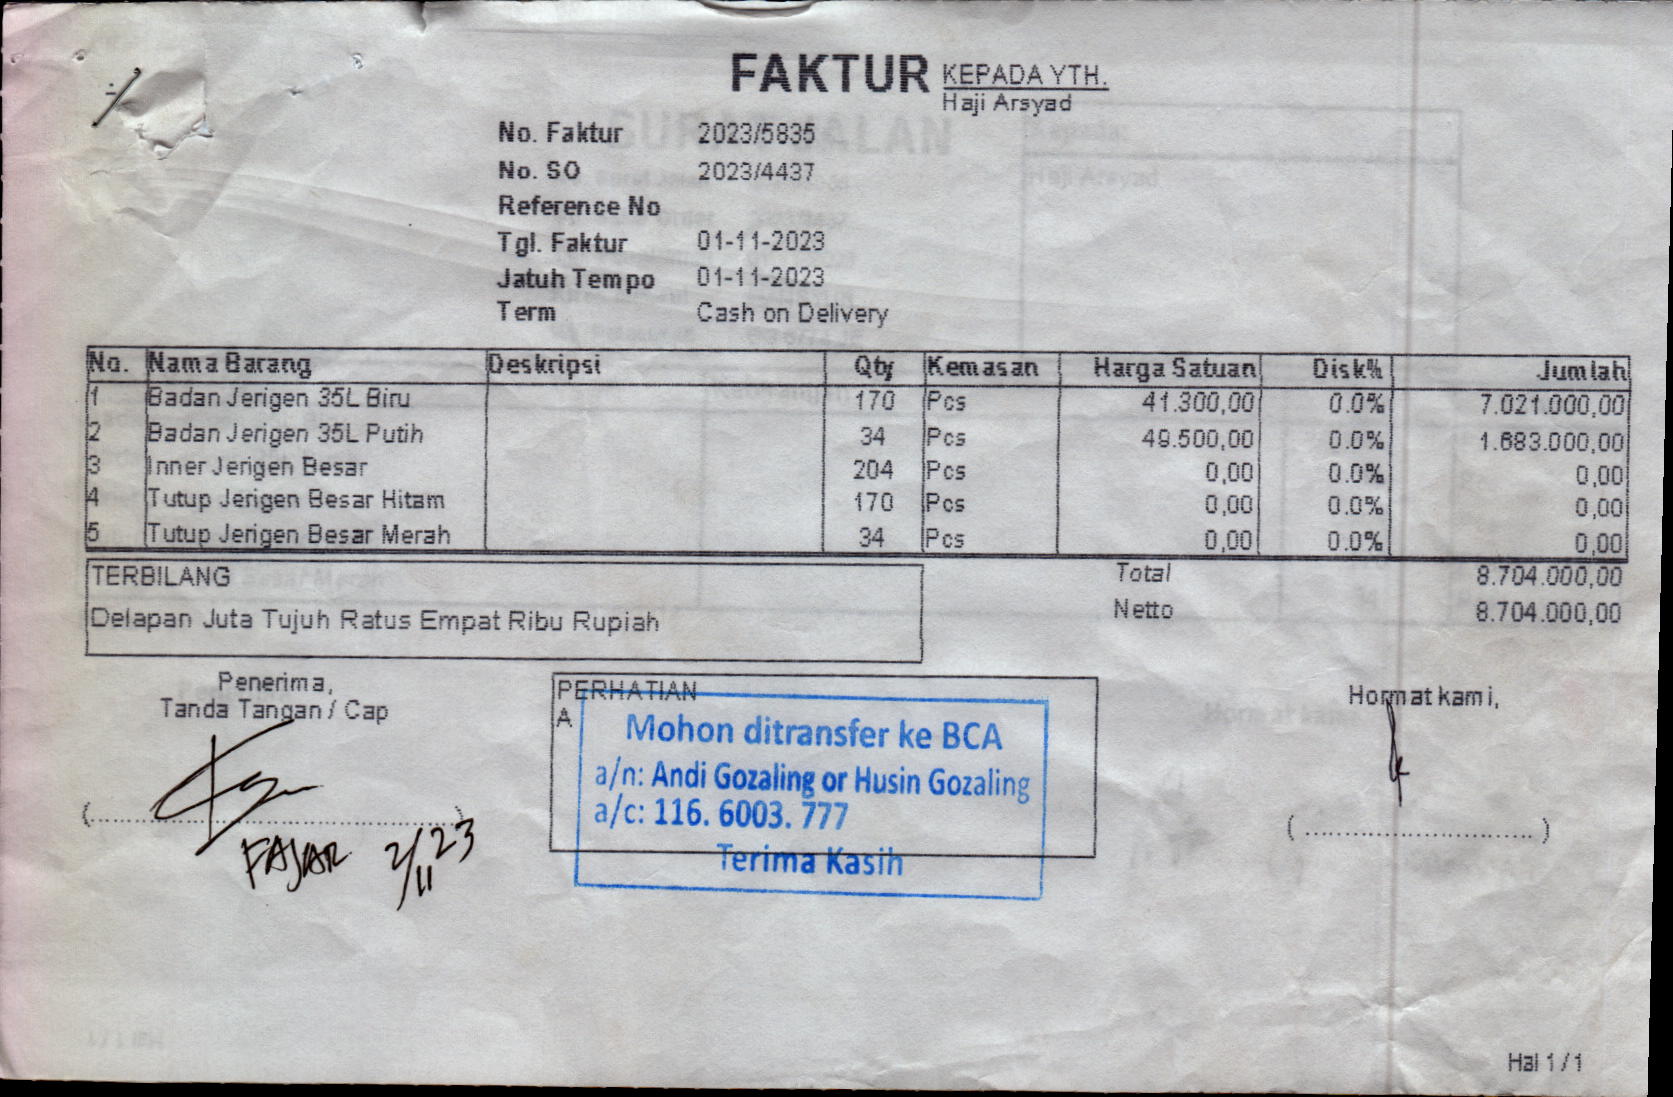 FAKTUR
KEPADA YTH.
Haji Arsyad
No. Faktur 2023/5835
No. SO 2023/4437
Reference No
Tgl. Faktur 01-11-2023
Jatuh Tempo 01-11-2023
Term Cash on Delivery
No. Nama Barang Deskripsi Qty Kemasan Harga Satuan Disk% Jumlah
1 Badan Jerigen 35L Biru 170 Pcs 41.300,00 0.0% 7.021.000,00
2 Badan Jerigen 35L Putih 34 Pcs 49.500,00 0.0% 1.683.000,00
3 Inner Jerigen Besar 204 Pcs 0,00 0.0% 0,00
4 Tutup Jerigen Besar Hitam 170 Pcs 0,00 0.0% 0,00
5 Tutup Jerigen Besar Merah 34 Pcs 0,00 0.0% 0,00
TERBILANG
Delapan Juta Tujuh Ratus Empat Ribu Rupiah
Total 8.704.000,00
Netto 8.704.000,00
Penerima,
Tanda Tangan / Cap
(..............................)
FAJAR 2/11 23
PERHATIAN
A
Mohon ditransfer ke BCA
a/n: Andi Gozaling or Husin Gozaling
a/c: 116. 6003. 777
Terima Kasih
Hormat kami,
(..............................)
Hal 1 / 1